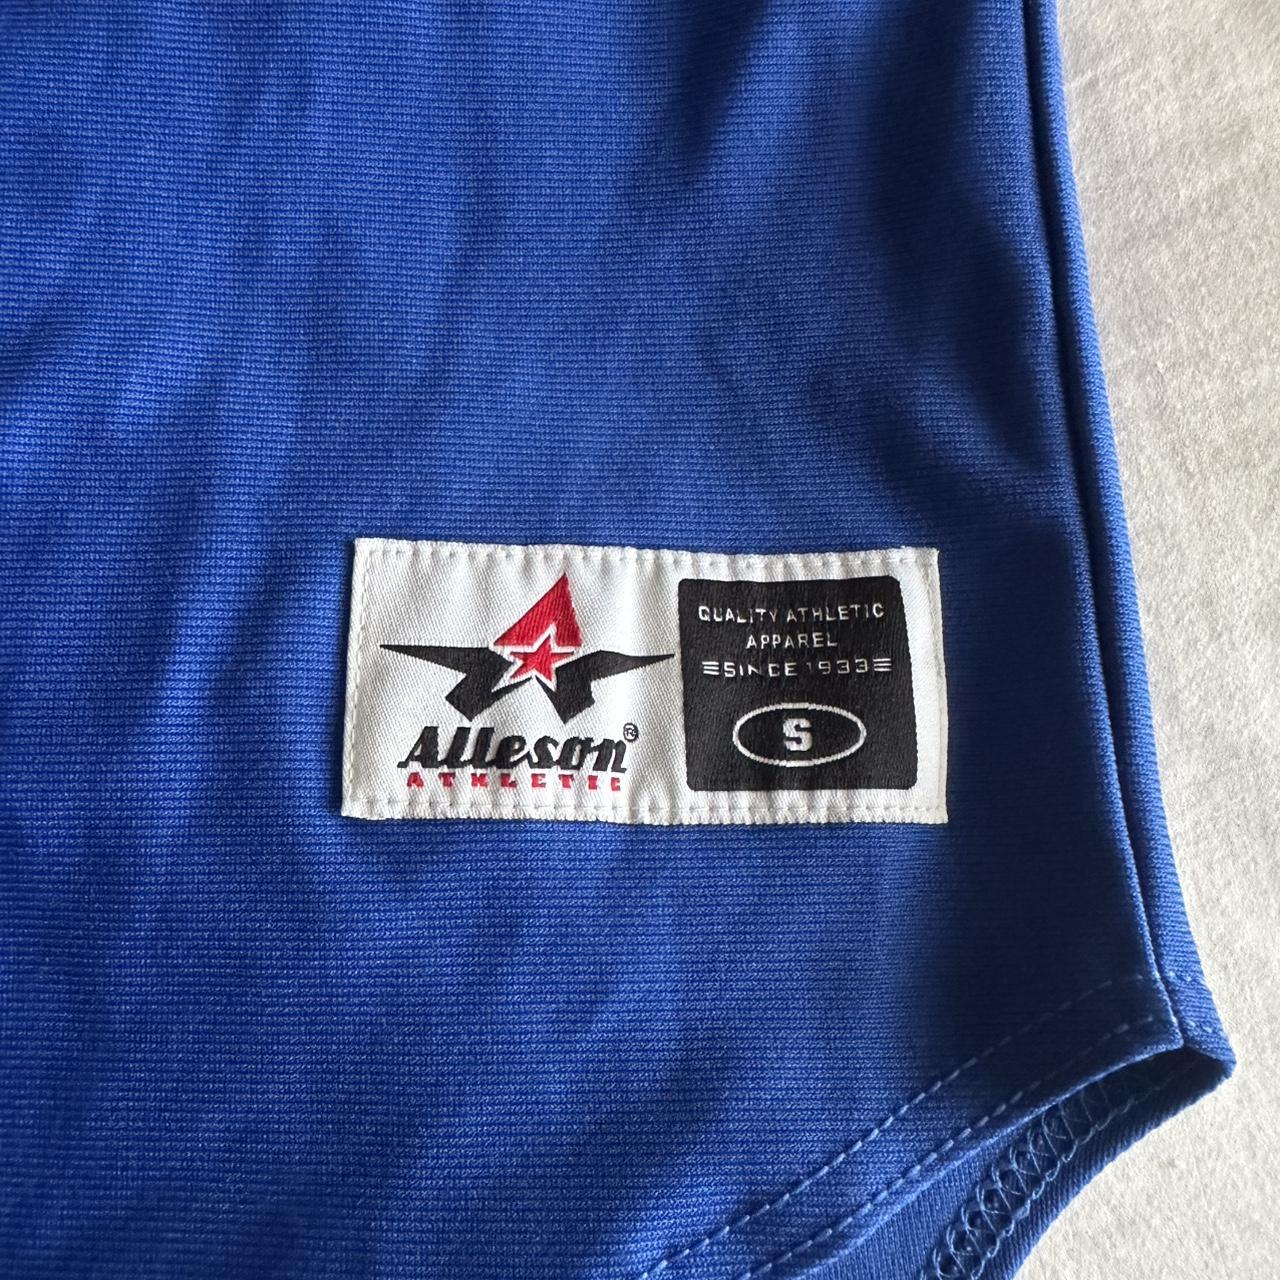 Alleson®
ATHLETIC
QUALITY ATHLETIC
APPAREL
SINCE 1933
S